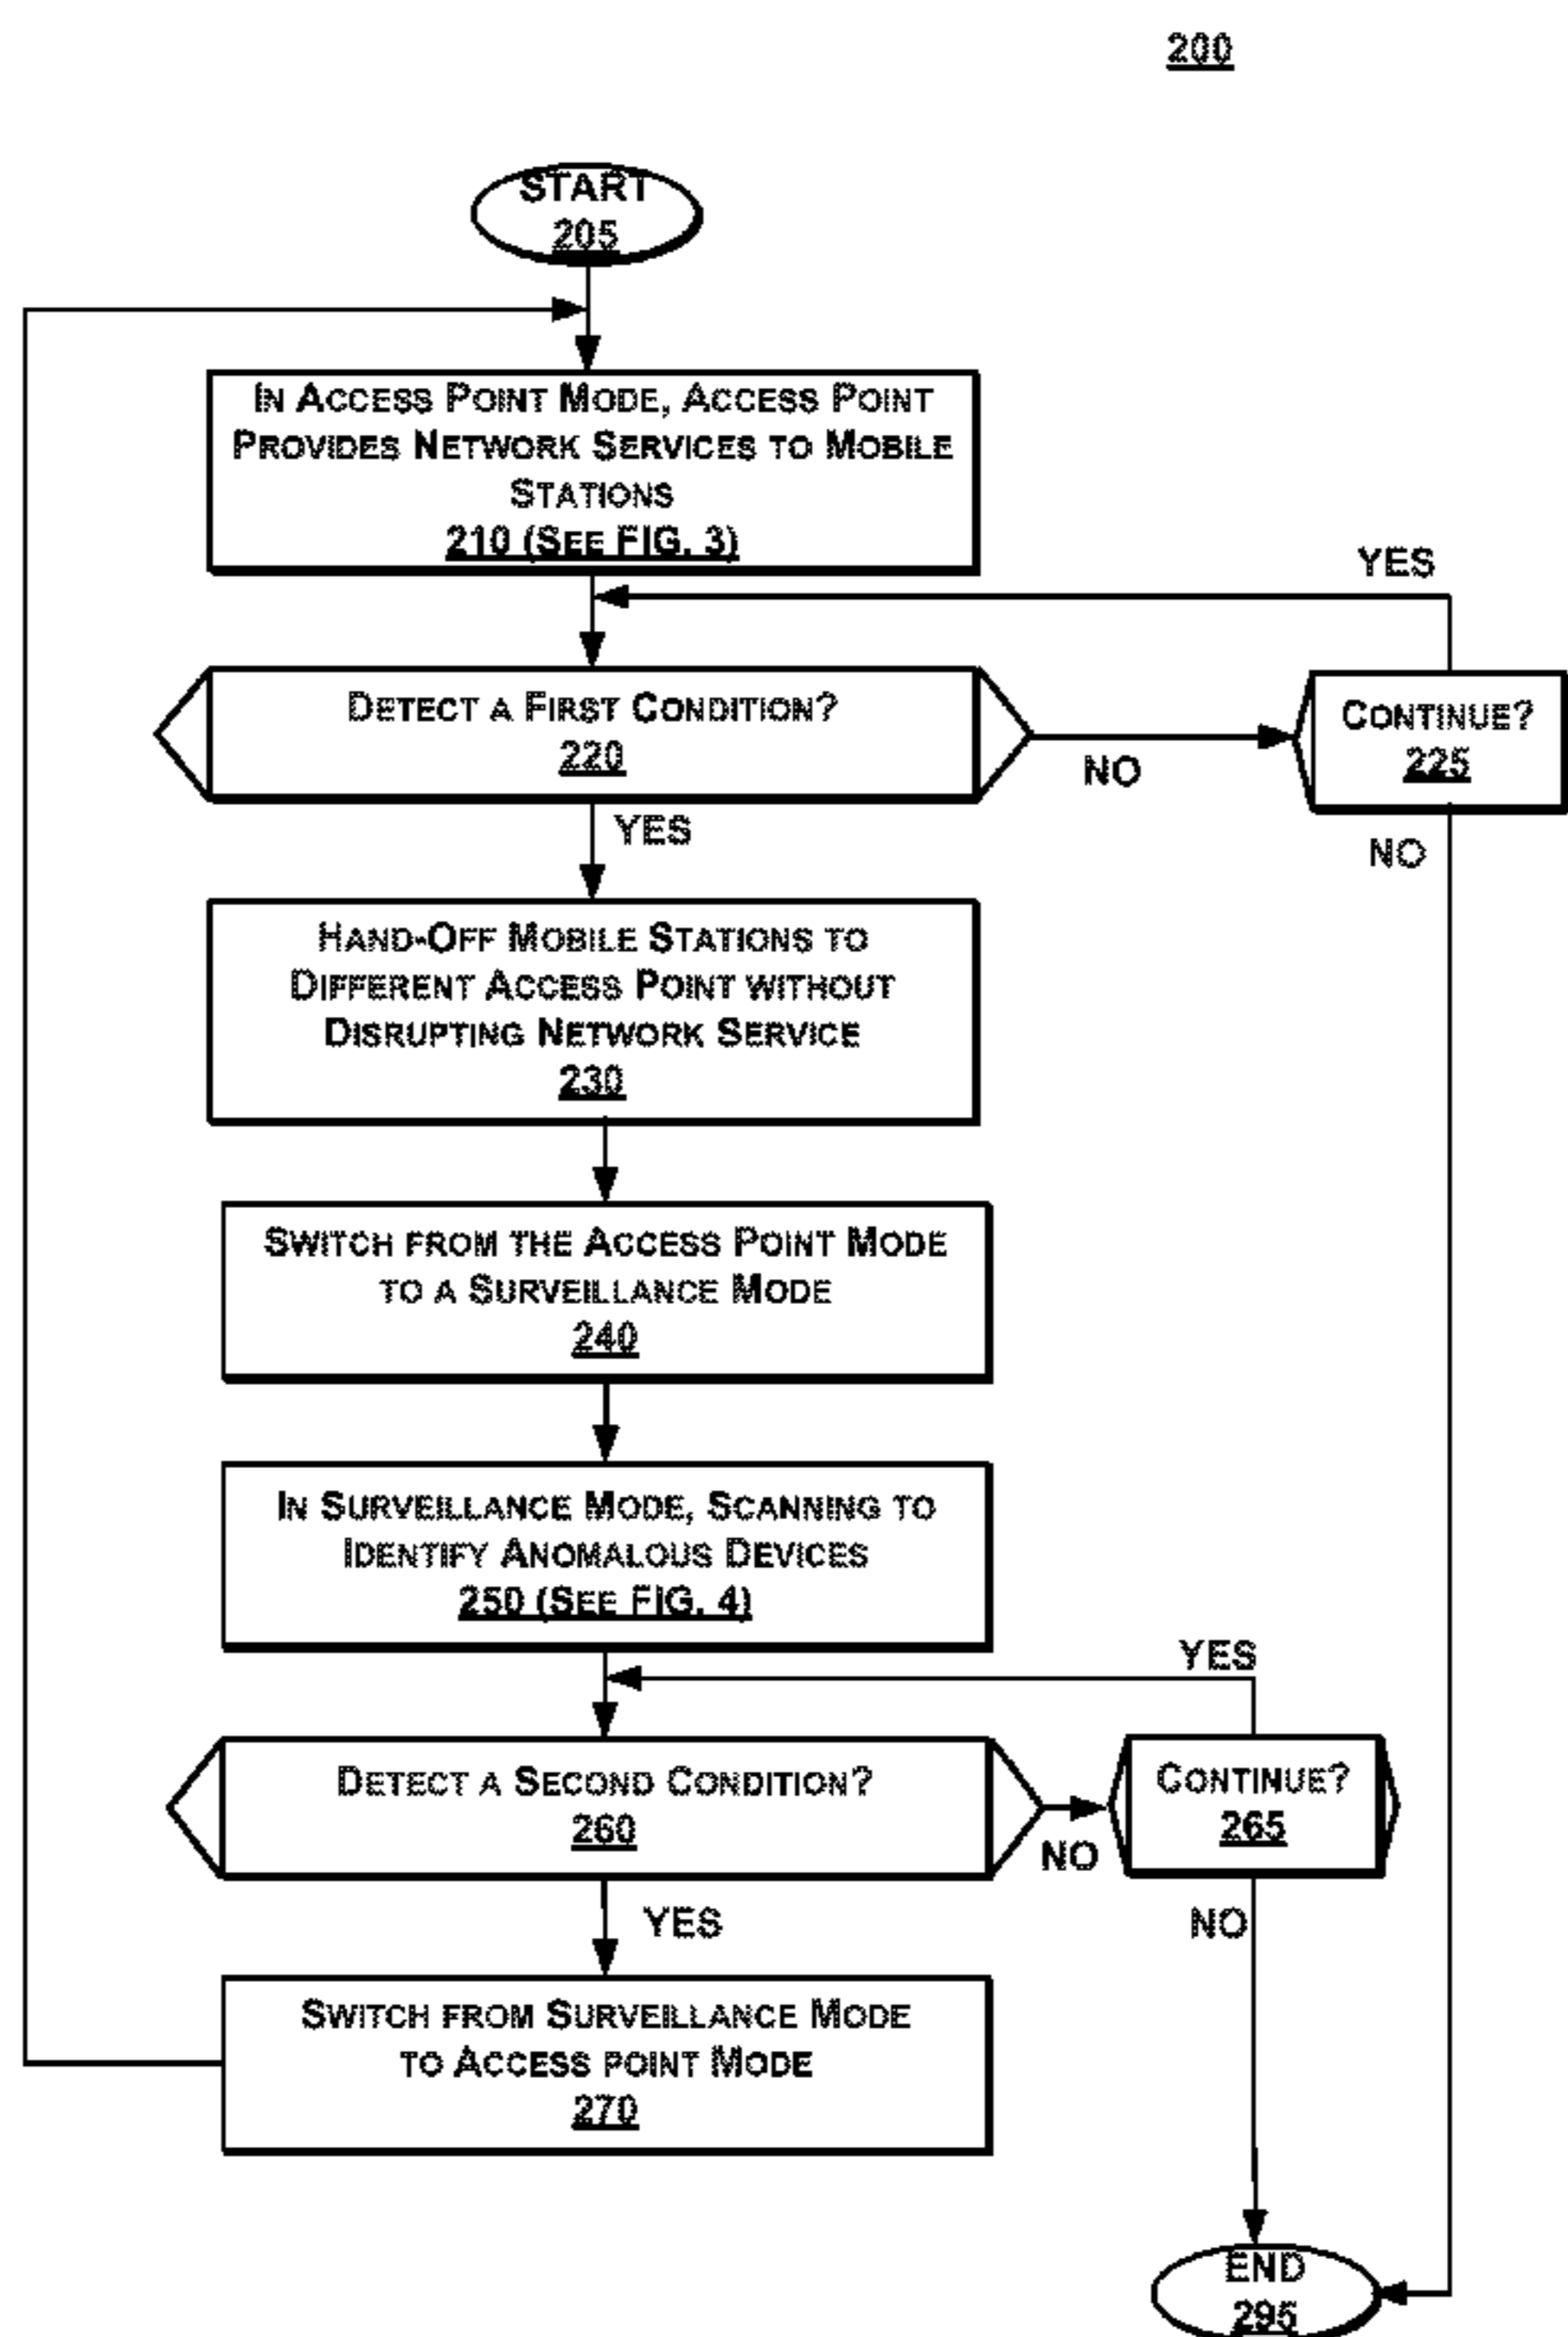 200
START
205
IN ACCESS POINT MODE, ACCESS POINT
PROVIDES NETWORK SERVICES TO MOBILE
STATIONS
210 (SEE FIG. 3)
YES
DETECT A FIRST CONDITION?
220
CONTINUE?
225
NO
YES
NO
HAND-OFF MOBILE STATIONS TO
DIFFERENT ACCESS POINT WITHOUT
DISRUPTING NETWORK SERVICE
230
SWITCH FROM THE ACCESS POINT MODE
TO A SURVEILLANCE MODE
240
IN SURVEILLANCE MODE, SCANNING TO
IDENTIFY ANOMALOUS DEVICES
250 (SEE FIG. 4)
YES
DETECT A SECOND CONDITION?
260
CONTINUE?
265
NO
YES
NO
SWITCH FROM SURVEILLANCE MODE
TO ACCESS POINT MODE
270
END
295